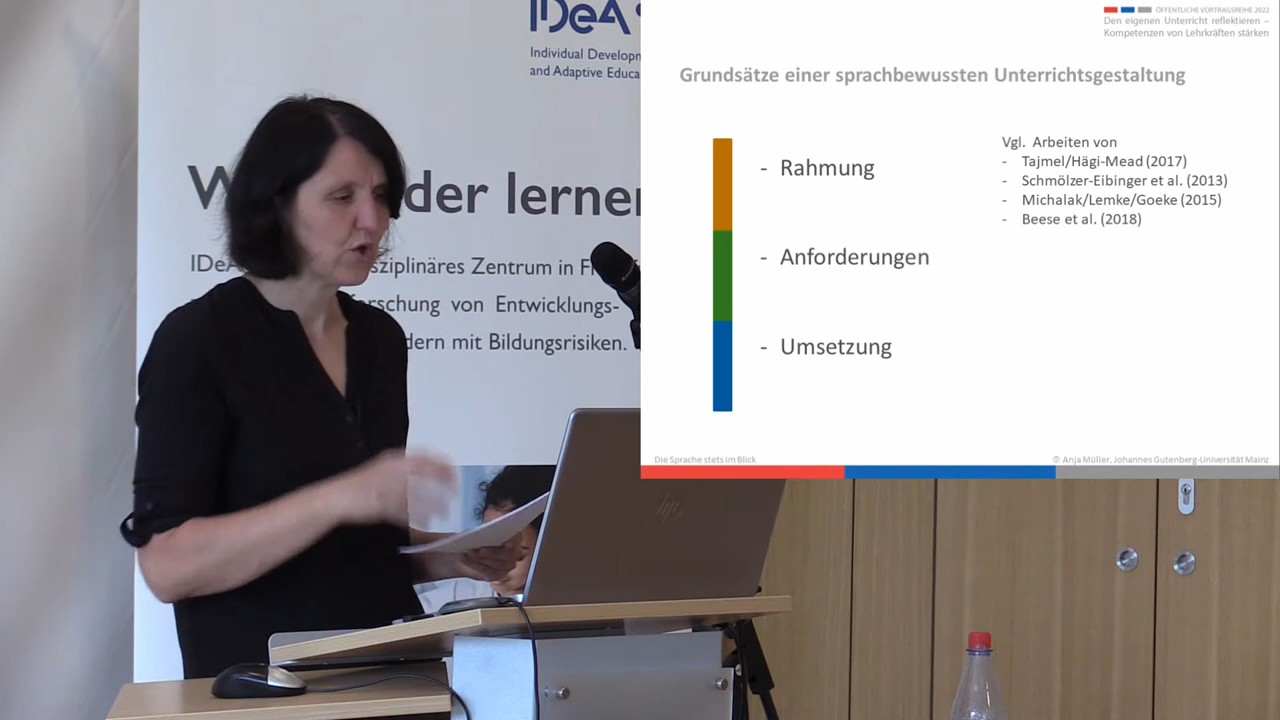 IDeA
Individual Developm
and Adaptive Educa
W der lerne
IDeA sziplinäres Zentrum in F
forschung von Entwicklungs-
dern mit Bildungsrisiken.
hp
ÖFFENTLICHE VORTRAGSREIHE 2022
Den eigenen Unterricht reflektieren –
Kompetenzen von Lehrkräften stärken
Grundsätze einer sprachbewussten Unterrichtsgestaltung
- Rahmung
- Anforderungen
- Umsetzung
Vgl. Arbeiten von
- Tajmel/Hägi-Mead (2017)
- Schmölzer-Eibinger et al. (2013)
- Michalak/Lemke/Goeke (2015)
- Beese et al. (2018)
Die Sprache stets im Blick
© Anja Müller, Johannes Gutenberg-Universität Mainz